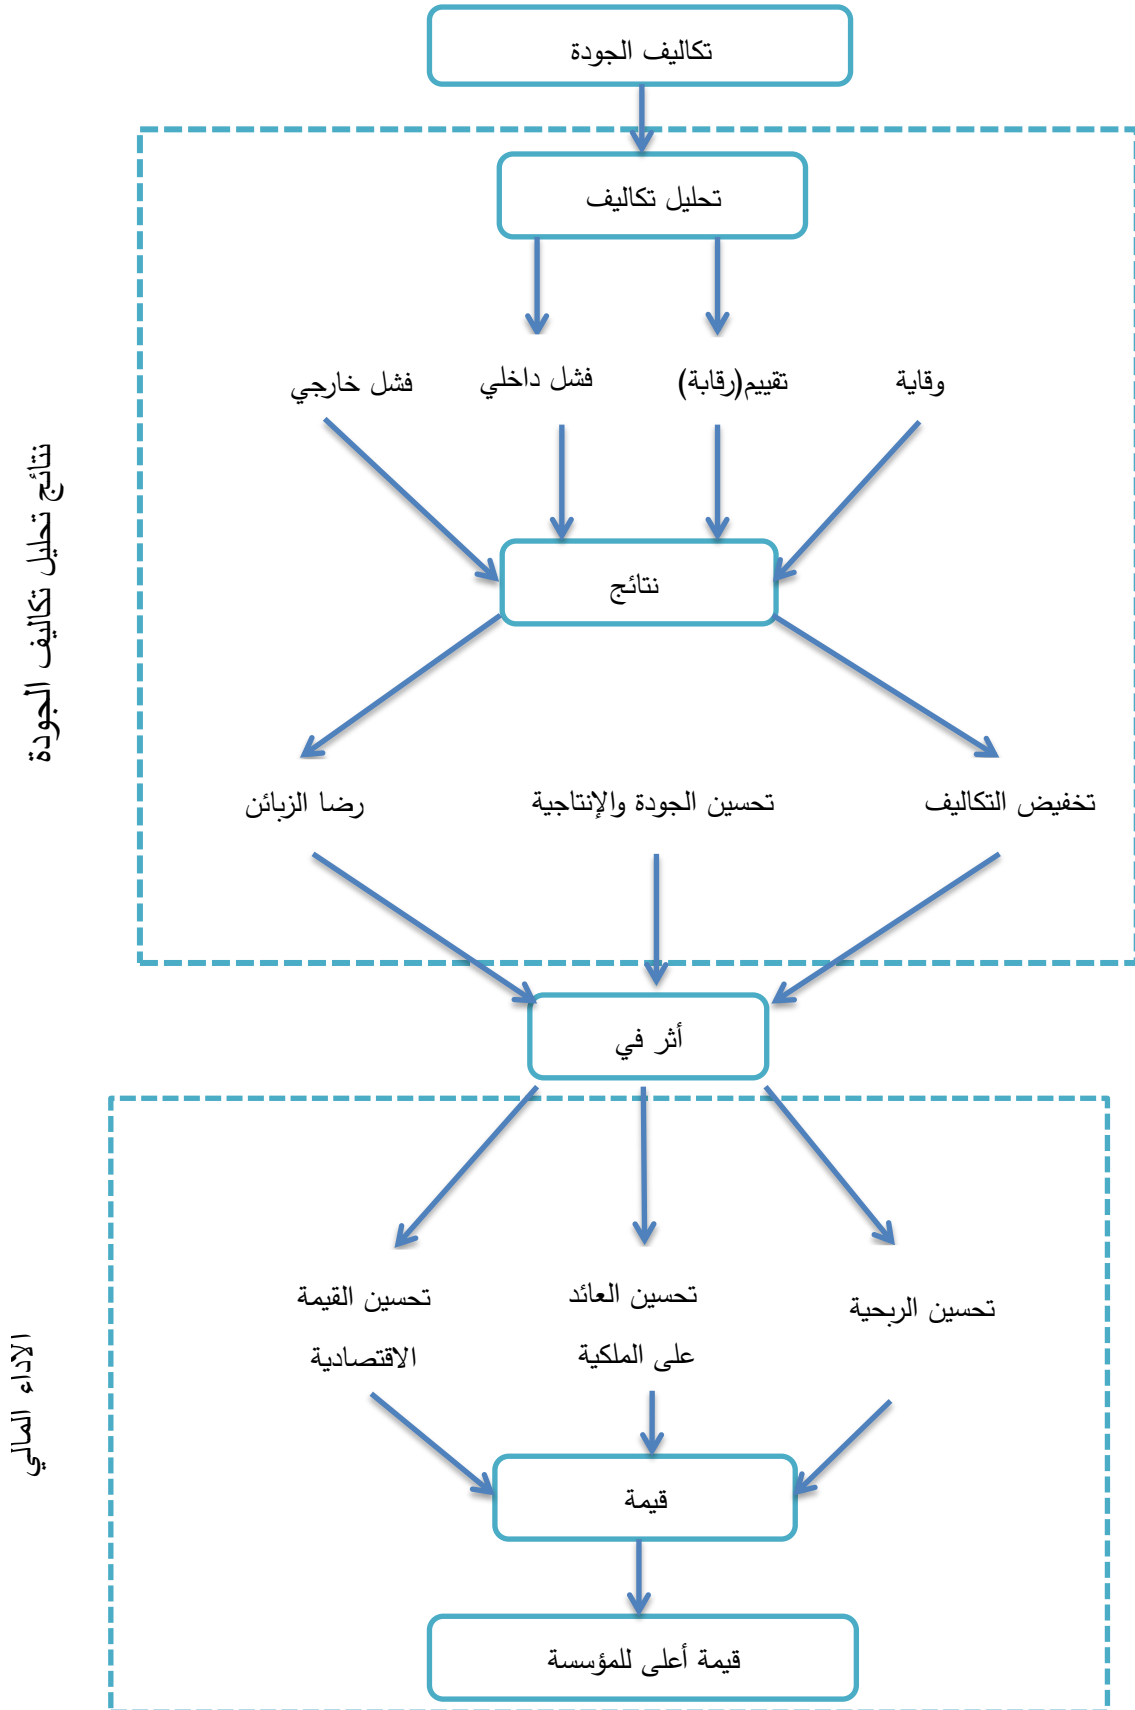 تكاليف الجودة
تحليل تكاليف
وقاية
تقييم(رقابة)
فشل داخلي
فشل خارجي
نتائج
نتائج تحليل تكاليف الجودة
تخفيض التكاليف
تحسين الجودة والإنتاجية
رضا الزبائن
أثر في
تحسين الربحية
تحسين العائد
على الملكية
تحسين القيمة
الاقتصادية
الاداء المالي
قيمة
قيمة أعلى للمؤسسة